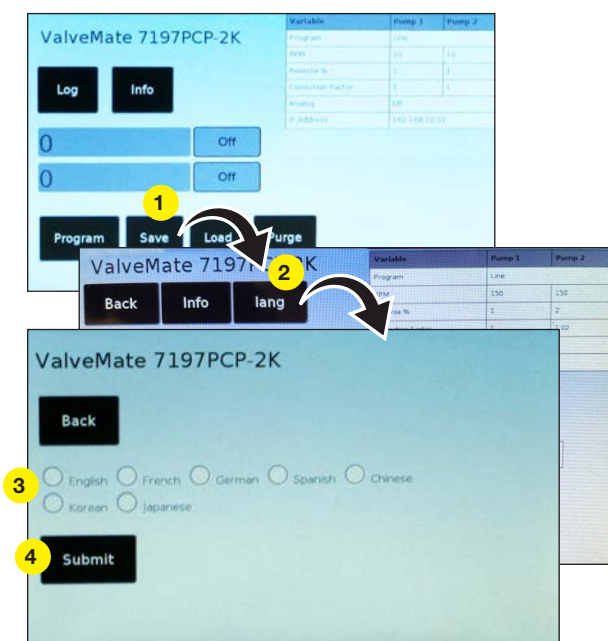 ValveMate 7197PCP-2K
Variable Pump 1 Pump 2
Program Line
RPM 10 10
Reverse % 1 1
Correction Factor 1 1
Analog Off
IP Address
Log Info
0 Off
0 Off
1
Program Save Load Purge
ValveMate 7197
K
2
Variable Pump 1 Pump 2
Program Line
150 150
1 2
1.02
Back Info lang
ValveMate 7197PCP-2K
Back
3
English French German Spanish Chinese
Korean Japanese
4
Submit